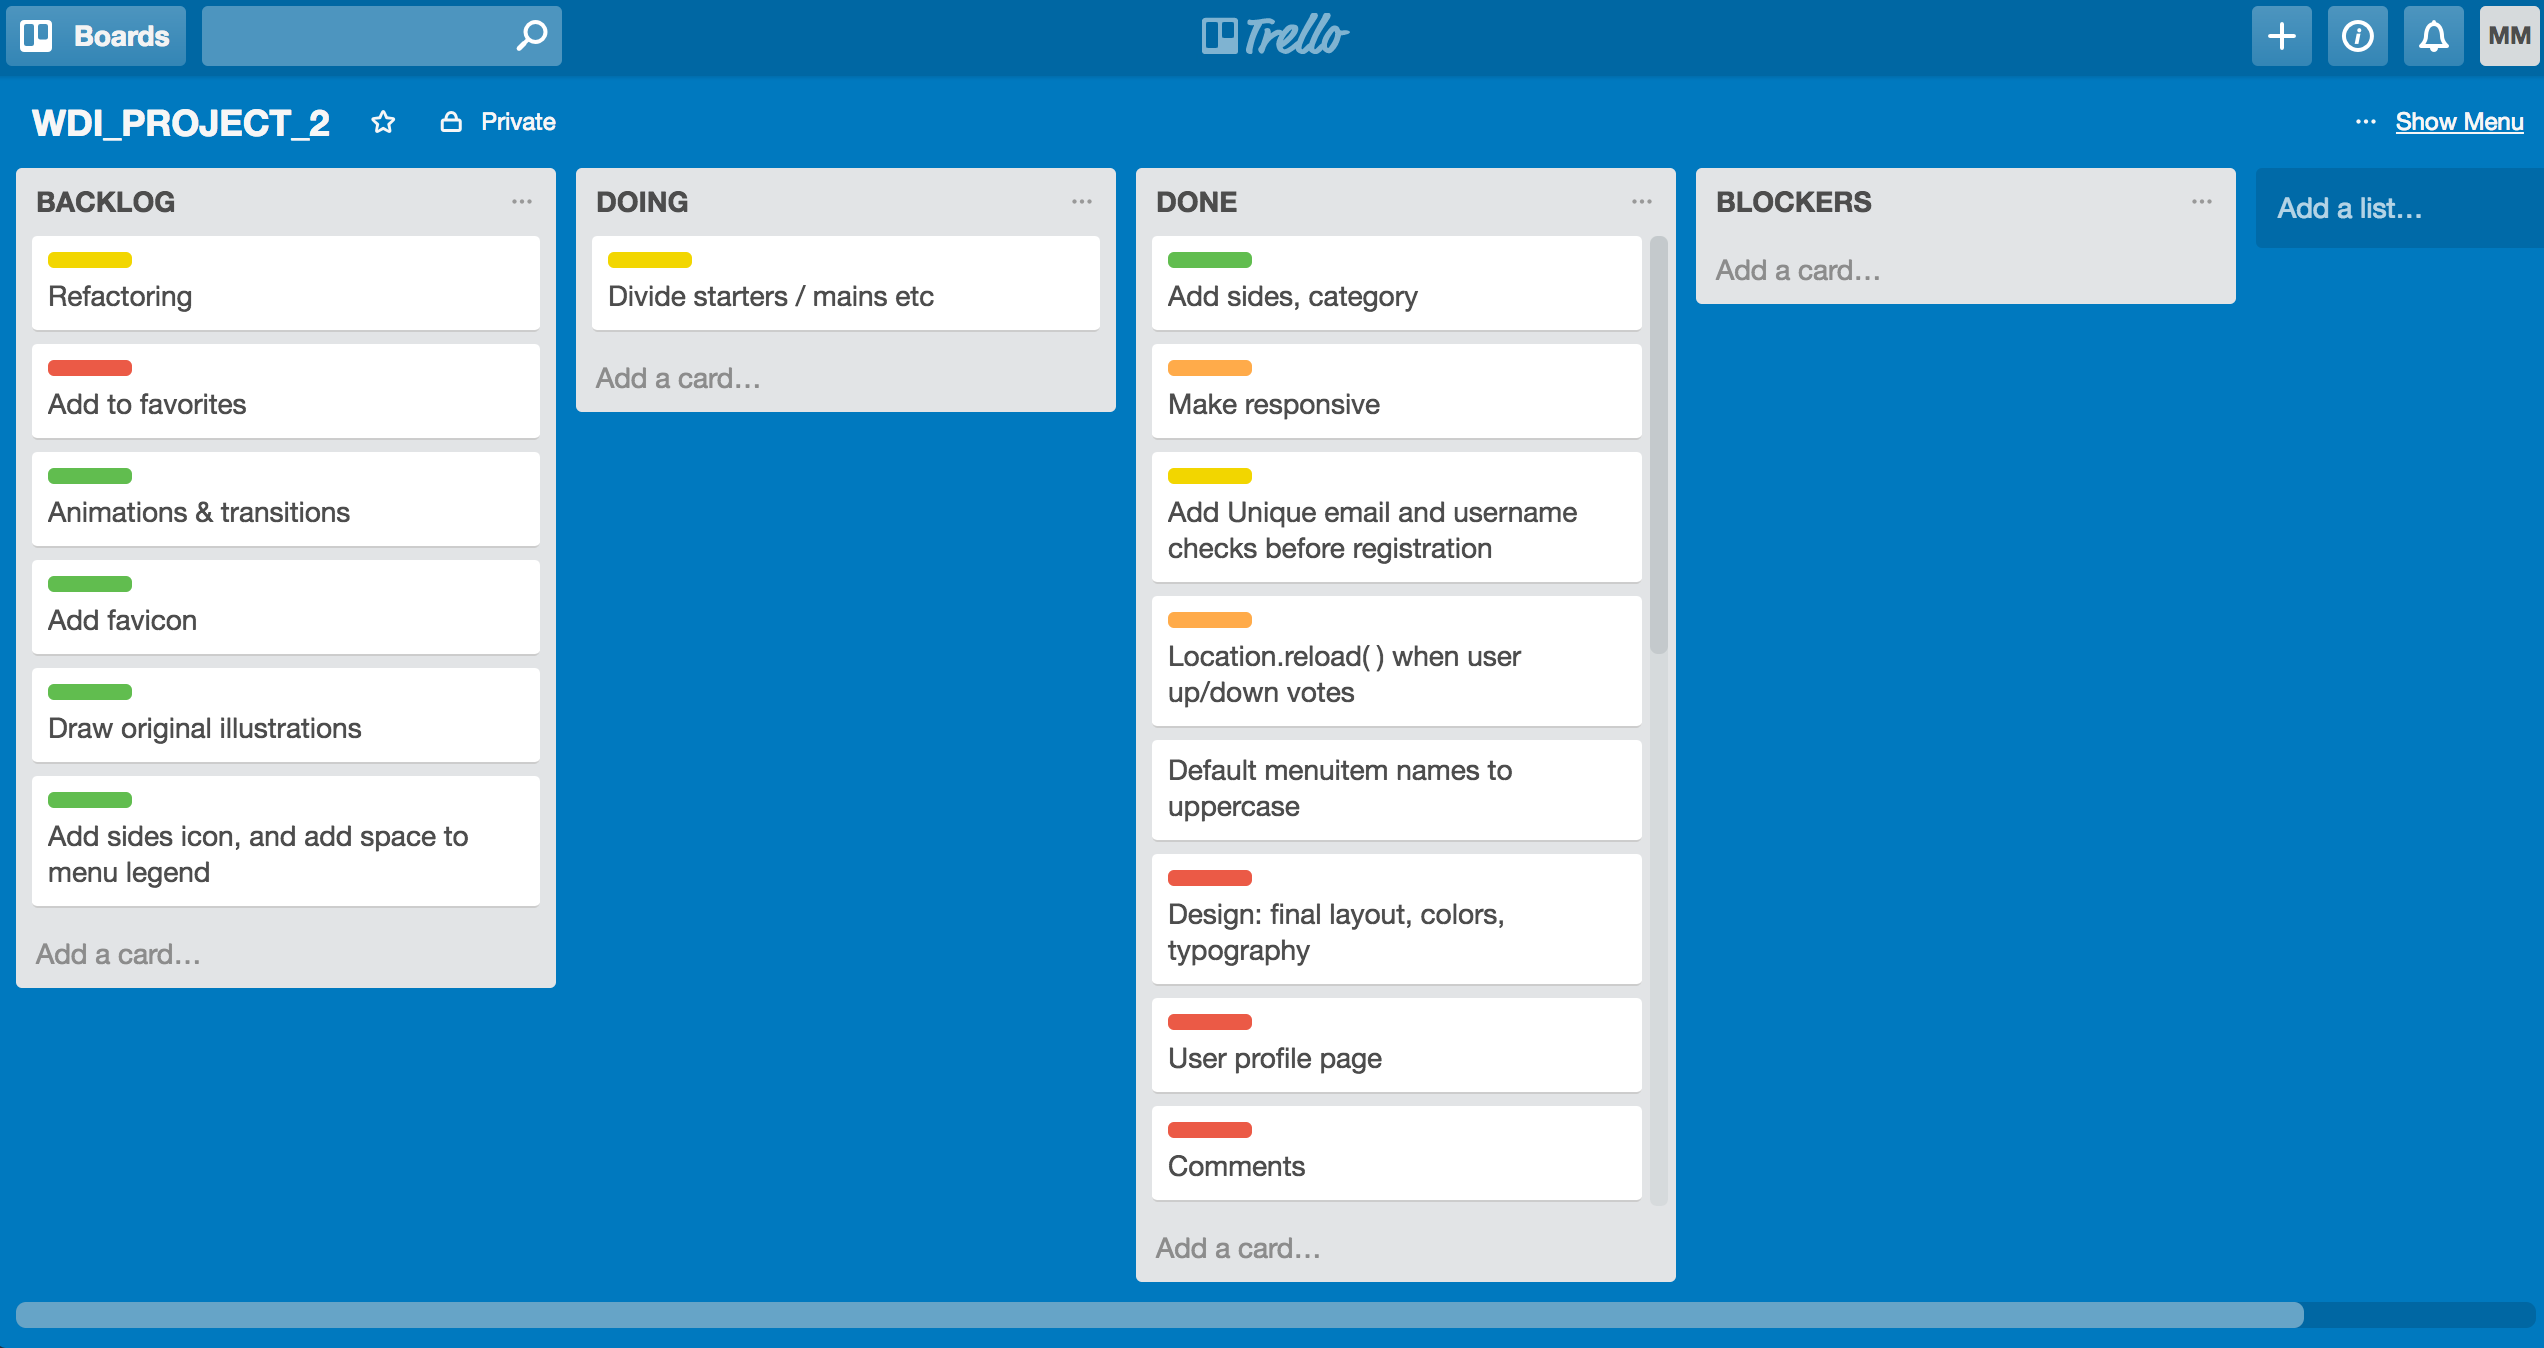 Boards
Trello
MM
WDI_PROJECT_2
Private
... Show Menu
BACKLOG ...
Refactoring
Add to favorites
Animations & transitions
Add favicon
Draw original illustrations
Add sides icon, and add space to
menu legend
Add a card...
DOING ...
Divide starters / mains etc
Add a card...
DONE ...
Add sides, category
Make responsive
Add Unique email and username
checks before registration
Location.reload( ) when user
up/down votes
Default menuitem names to
uppercase
Design: final layout, colors,
typography
User profile page
Comments
Add a card...
BLOCKERS ...
Add a card...
Add a list...